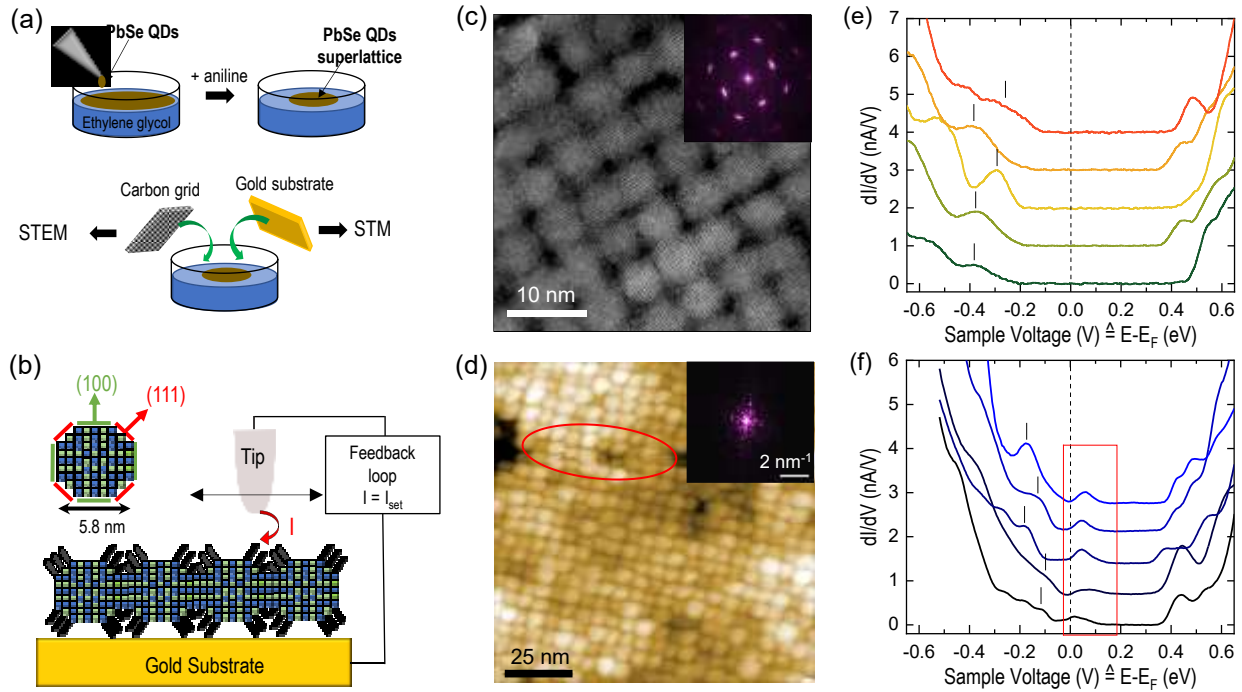 (a)
PbSe QDs
PbSe QDs
superlattice
+ aniline
Ethylene glycol
Carbon grid
Gold substrate
STEM
STM
(b)
(100)
(111)
5.8 nm
Tip
Feedback
loop
I = I_set
I
Gold Substrate
(c)
10 nm
(d)
2 nm⁻¹
25 nm
(e)
7
6
5
4
3
2
1
0
dI/dV (nA/V)
-0.6 -0.4 -0.2 0.0 0.2 0.4 0.6
Sample Voltage (V) ≙ E-E_F (eV)
(f)
6
5
4
3
2
1
0
dI/dV (nA/V)
-0.6 -0.4 -0.2 0.0 0.2 0.4 0.6
Sample Voltage (V) ≙ E-E_F (eV)